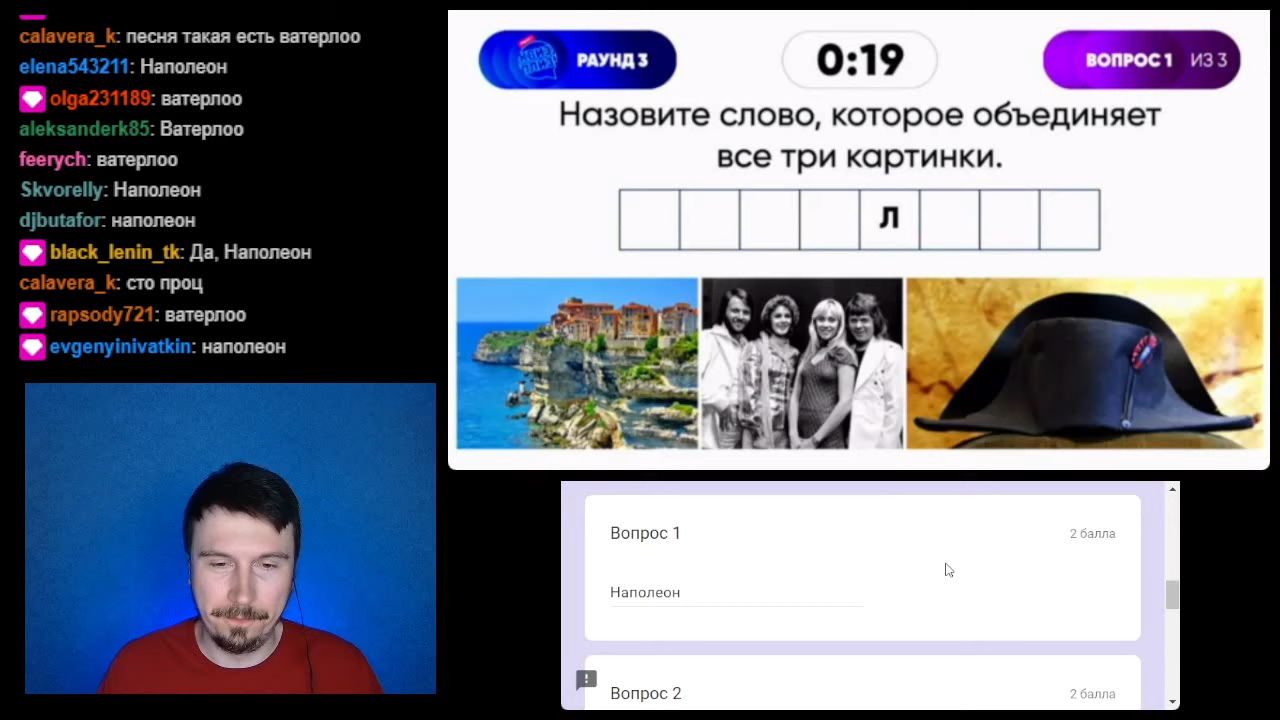 calavera_k: песня такая есть ватерлоо
elena543211: Наполеон
olga231189: ватерлоо
aleksanderk85: Ватерлоо
feerych: ватерлоо
Skvorelly: Наполеон
djbutafor: наполеон
black_lenin_tk: Да, Наполеон
calavera_k: сто проц
rapsody721: ватерлоо
evgenyinivatkin: наполеон
РАУНД 3
0:19
ВОПРОС 1 ИЗ 3
Назовите слово, которое объединяет
все три картинки.
Л
Вопрос 1
2 балла
Наполеон
Вопрос 2
2 балла